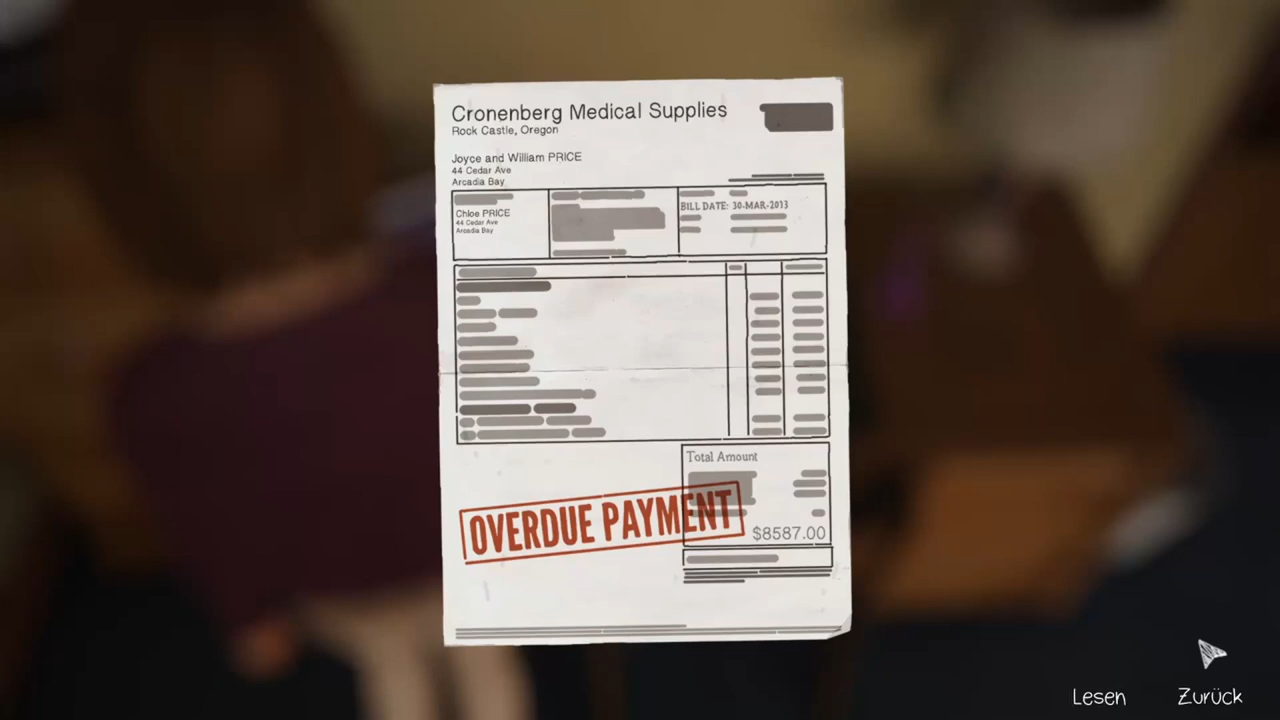 Cronenberg Medical Supplies
Rock Castle, Oregon
Joyce and William PRICE
44 Cedar Ave
Arcadia Bay
Chloe PRICE
44 Cedar Ave
Arcadia Bay
BILL DATE: 30-MAR-2013
Total Amount
OVERDUE PAYMENT
$8587.00
Lesen
Zurück